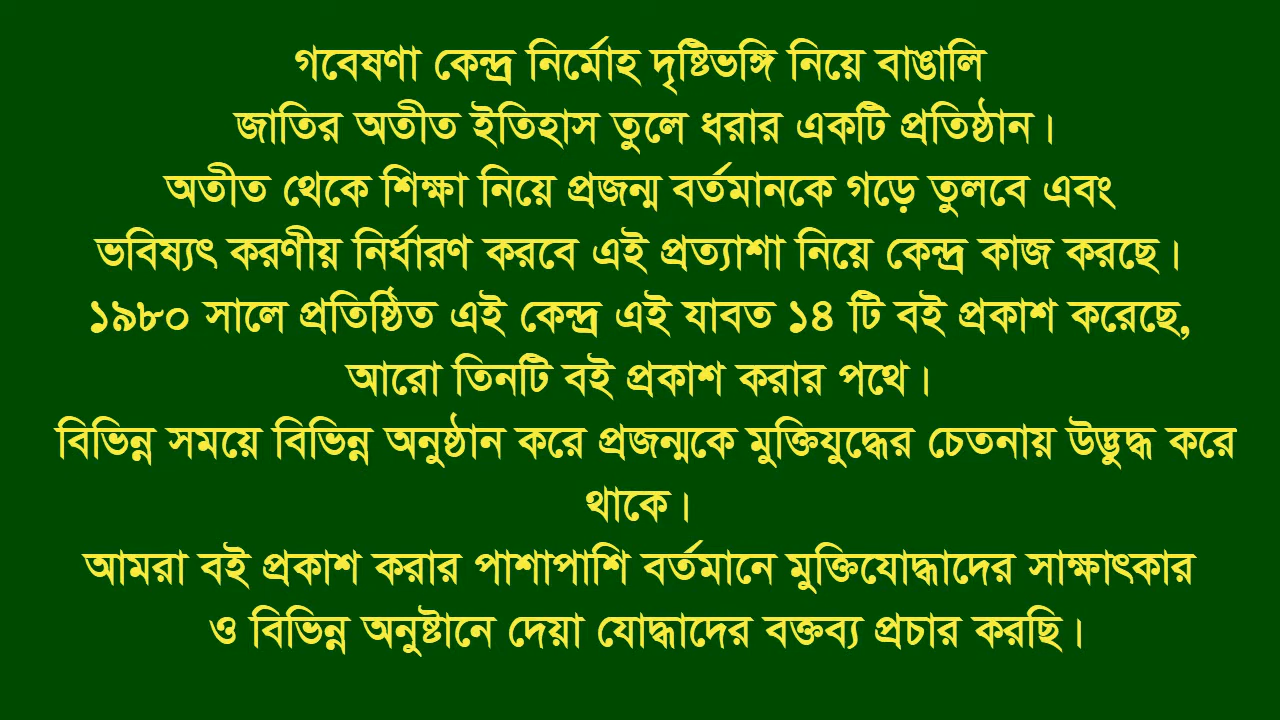 গবেষণা কেন্দ্র নির্মোহ দৃষ্টিভঙ্গি নিয়ে বাঙালি
জাতির অতীত ইতিহাস তুলে ধরার একটি প্রতিষ্ঠান।
অতীত থেকে শিক্ষা নিয়ে প্রজন্ম বর্তমানকে গড়ে তুলবে এবং
ভবিষ্যৎ করণীয় নির্ধারণ করবে এই প্রত্যাশা নিয়ে কেন্দ্র কাজ করছে।
১৯৮০ সালে প্রতিষ্ঠিত এই কেন্দ্র এই যাবত ১৪ টি বই প্রকাশ করেছে,
আরো তিনটি বই প্রকাশ করার পথে।
বিভিন্ন সময়ে বিভিন্ন অনুষ্ঠান করে প্রজন্মকে মুক্তিযুদ্ধের চেতনায় উদ্ভুদ্ধ করে
থাকে।
আমরা বই প্রকাশ করার পাশাপাশি বর্তমানে মুক্তিযোদ্ধাদের সাক্ষাৎকার
ও বিভিন্ন অনুষ্টানে দেয়া যোদ্ধাদের বক্তব্য প্রচার করছি।